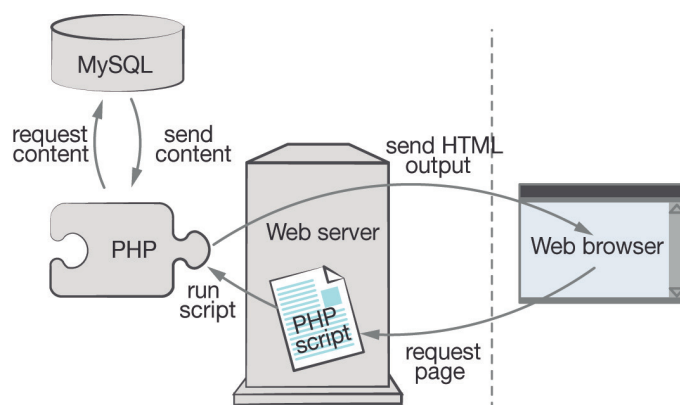 MySQL
request
content
send
content
send HTML
output
PHP
Web server
Web browser
run
script
PHP
script
request
page